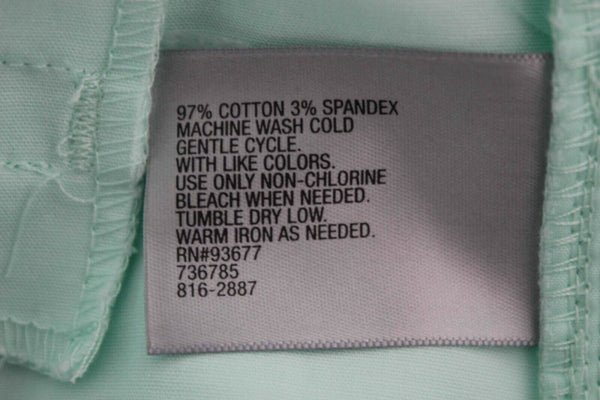 97% COTTON 3% SPANDEX
MACHINE WASH COLD
GENTLE CYCLE.
WITH LIKE COLORS.
USE ONLY NON-CHLORINE
BLEACH WHEN NEEDED.
TUMBLE DRY LOW.
WARM IRON AS NEEDED.
RN#93677
736785
816-2887